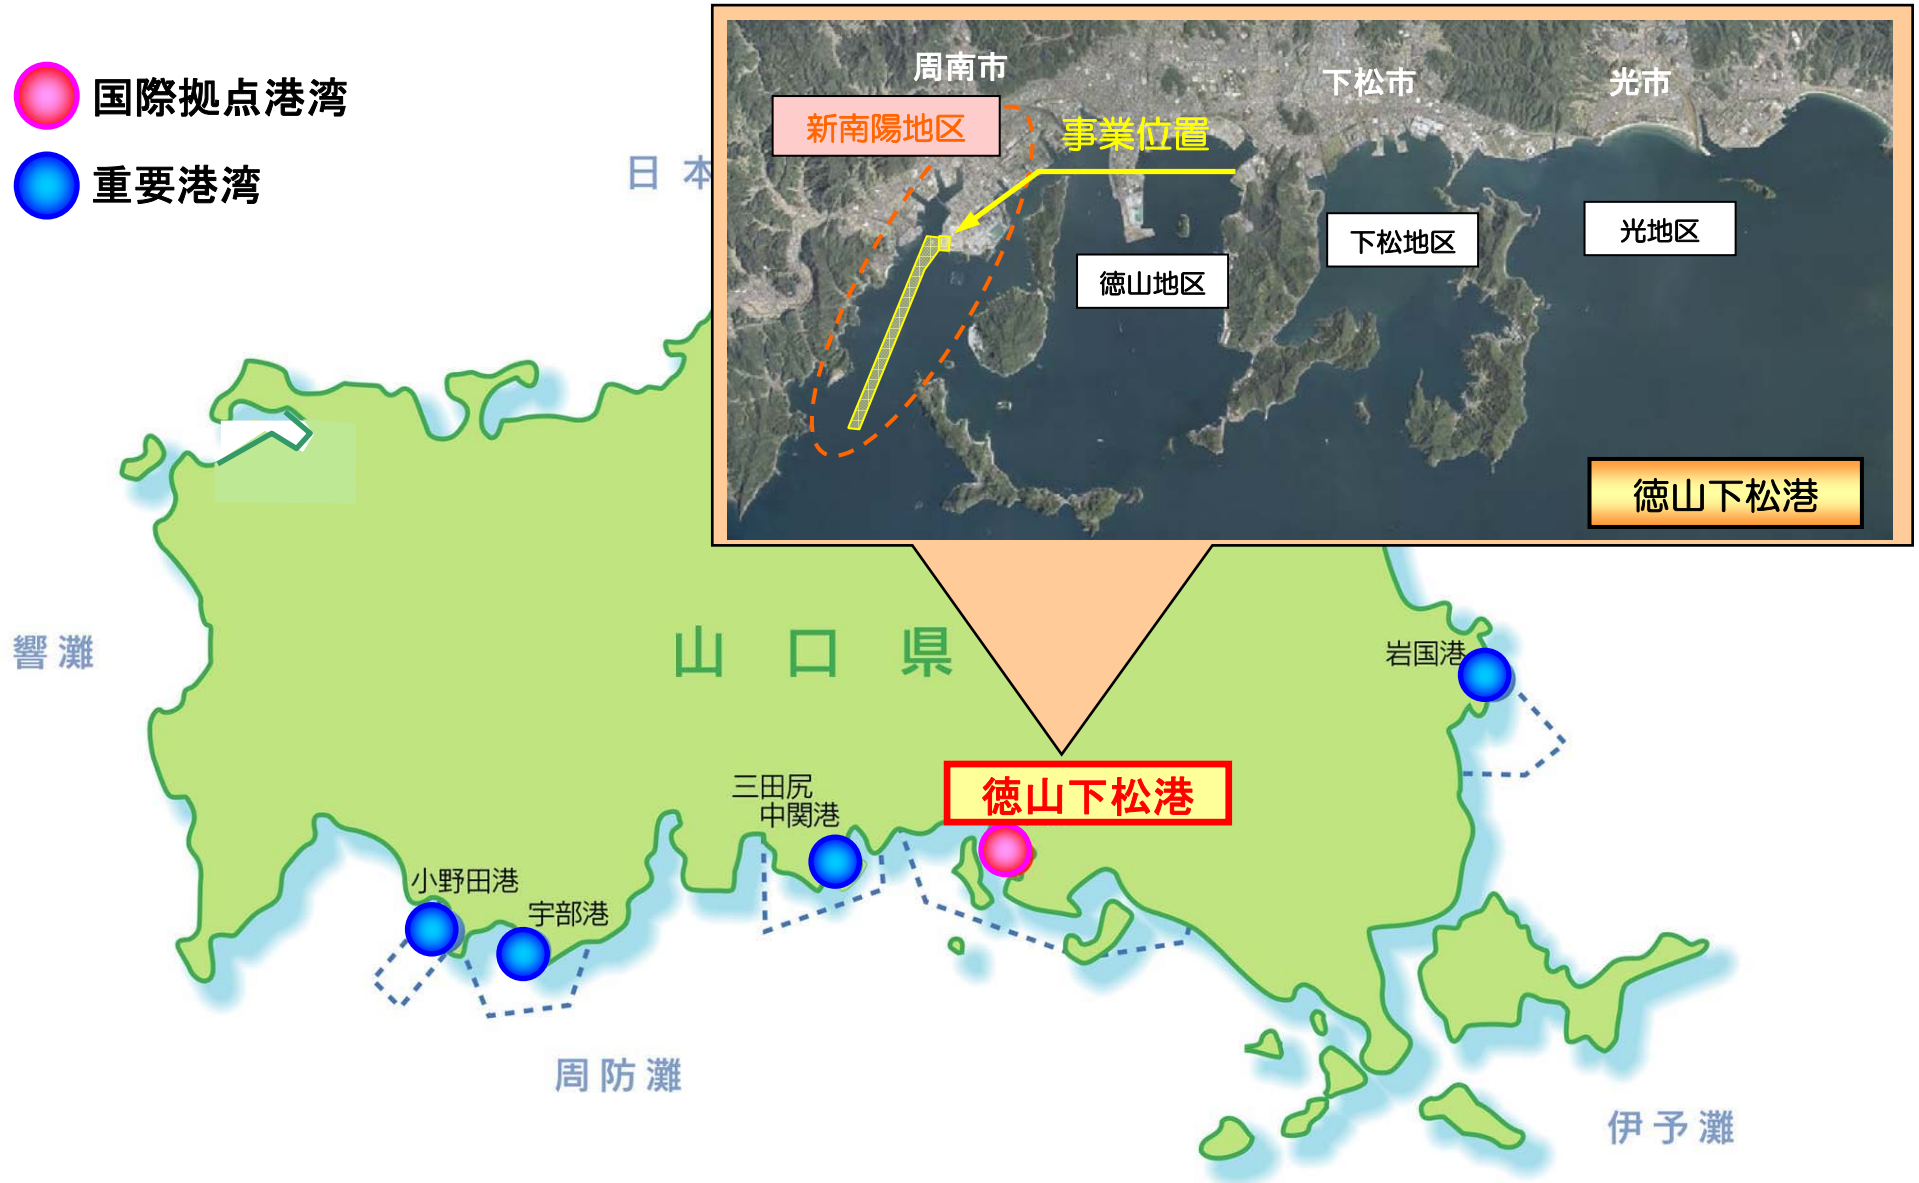 国際拠点港湾
重要港湾
日本
周南市
下松市
光市
新南陽地区
事業位置
徳山地区
下松地区
光地区
徳山下松港
響灘
山口県
岩国港
徳山下松港
三田尻
中関港
小野田港
宇部港
周防灘
伊予灘